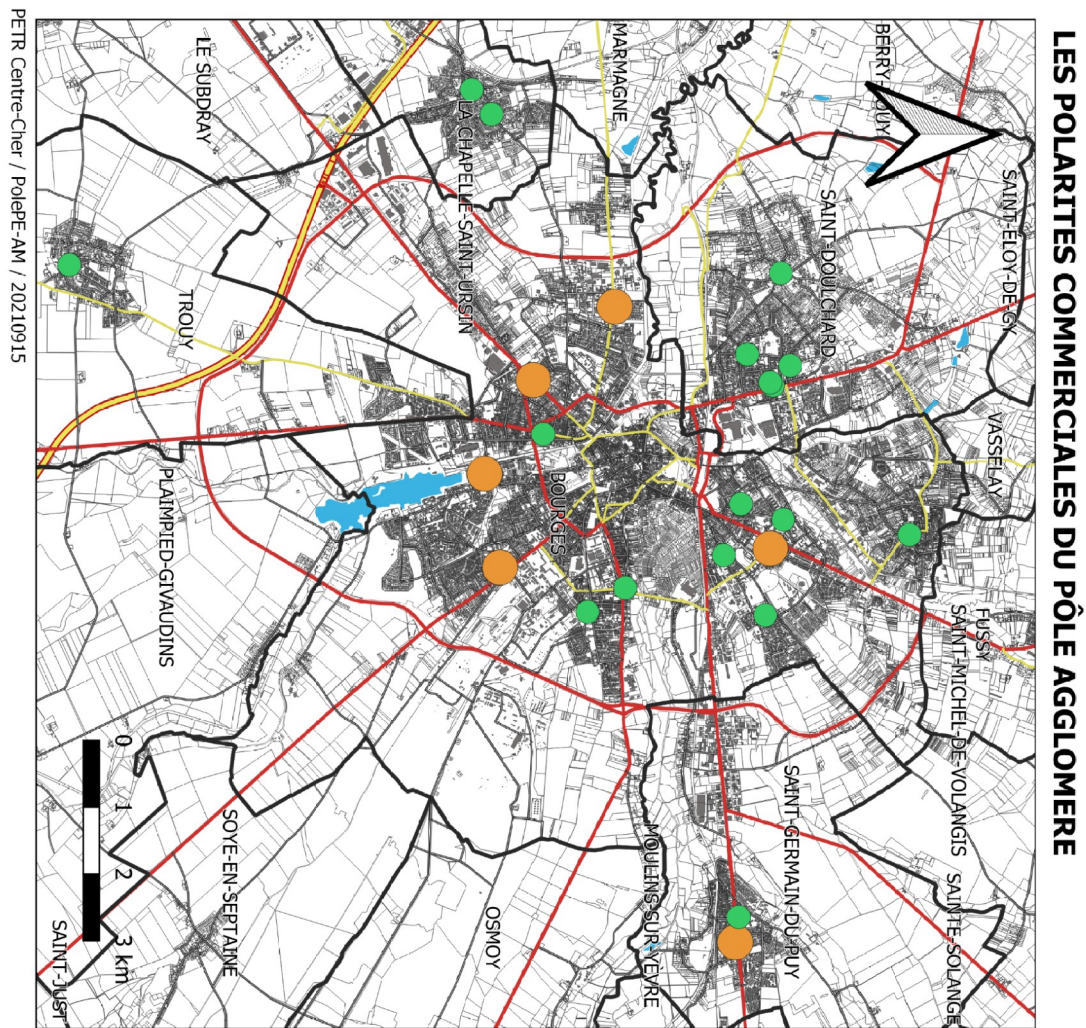 LES POLARITES COMMERCIALES DU PÔLE AGGLOMERE
SAINT-ELOY-DE-GY
VASSELAY
FUSSY
SAINT-MICHEL-DE-VOLANGIS
SAINTE-SOLANGE
SAINT-DOULCHARD
SAINT-GERMAIN-DU-PUY
MARMAGNE
MOULINS-SUR-YEVRE
BOURGES
LA CHAPELLE-SAINT-URSIN
OSMOY
LE SUBDRAY
TROUY
PLAIMPIED-GIVAUDINS
SOYE-EN-SEPTAINE
SAINT-JUST
0 1 2 3 km
PETR Centre-Cher / PolePE-AM / 20210915